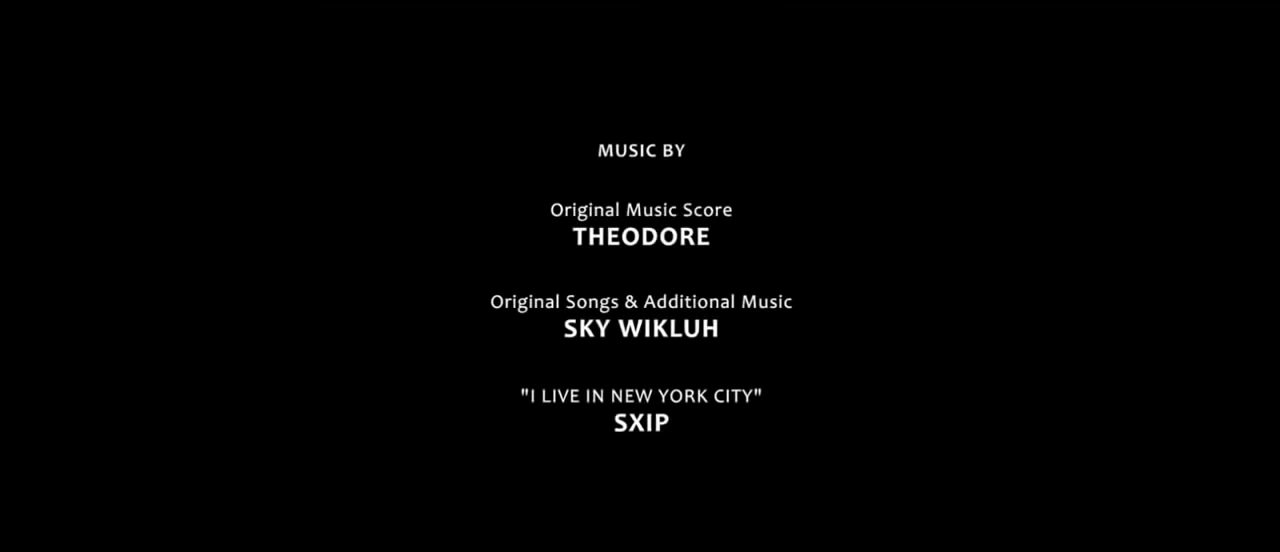 MUSIC BY
Original Music Score
THEODORE
Original Songs & Additional Music
SKY WIKLUH
"I LIVE IN NEW YORK CITY"
SXIP